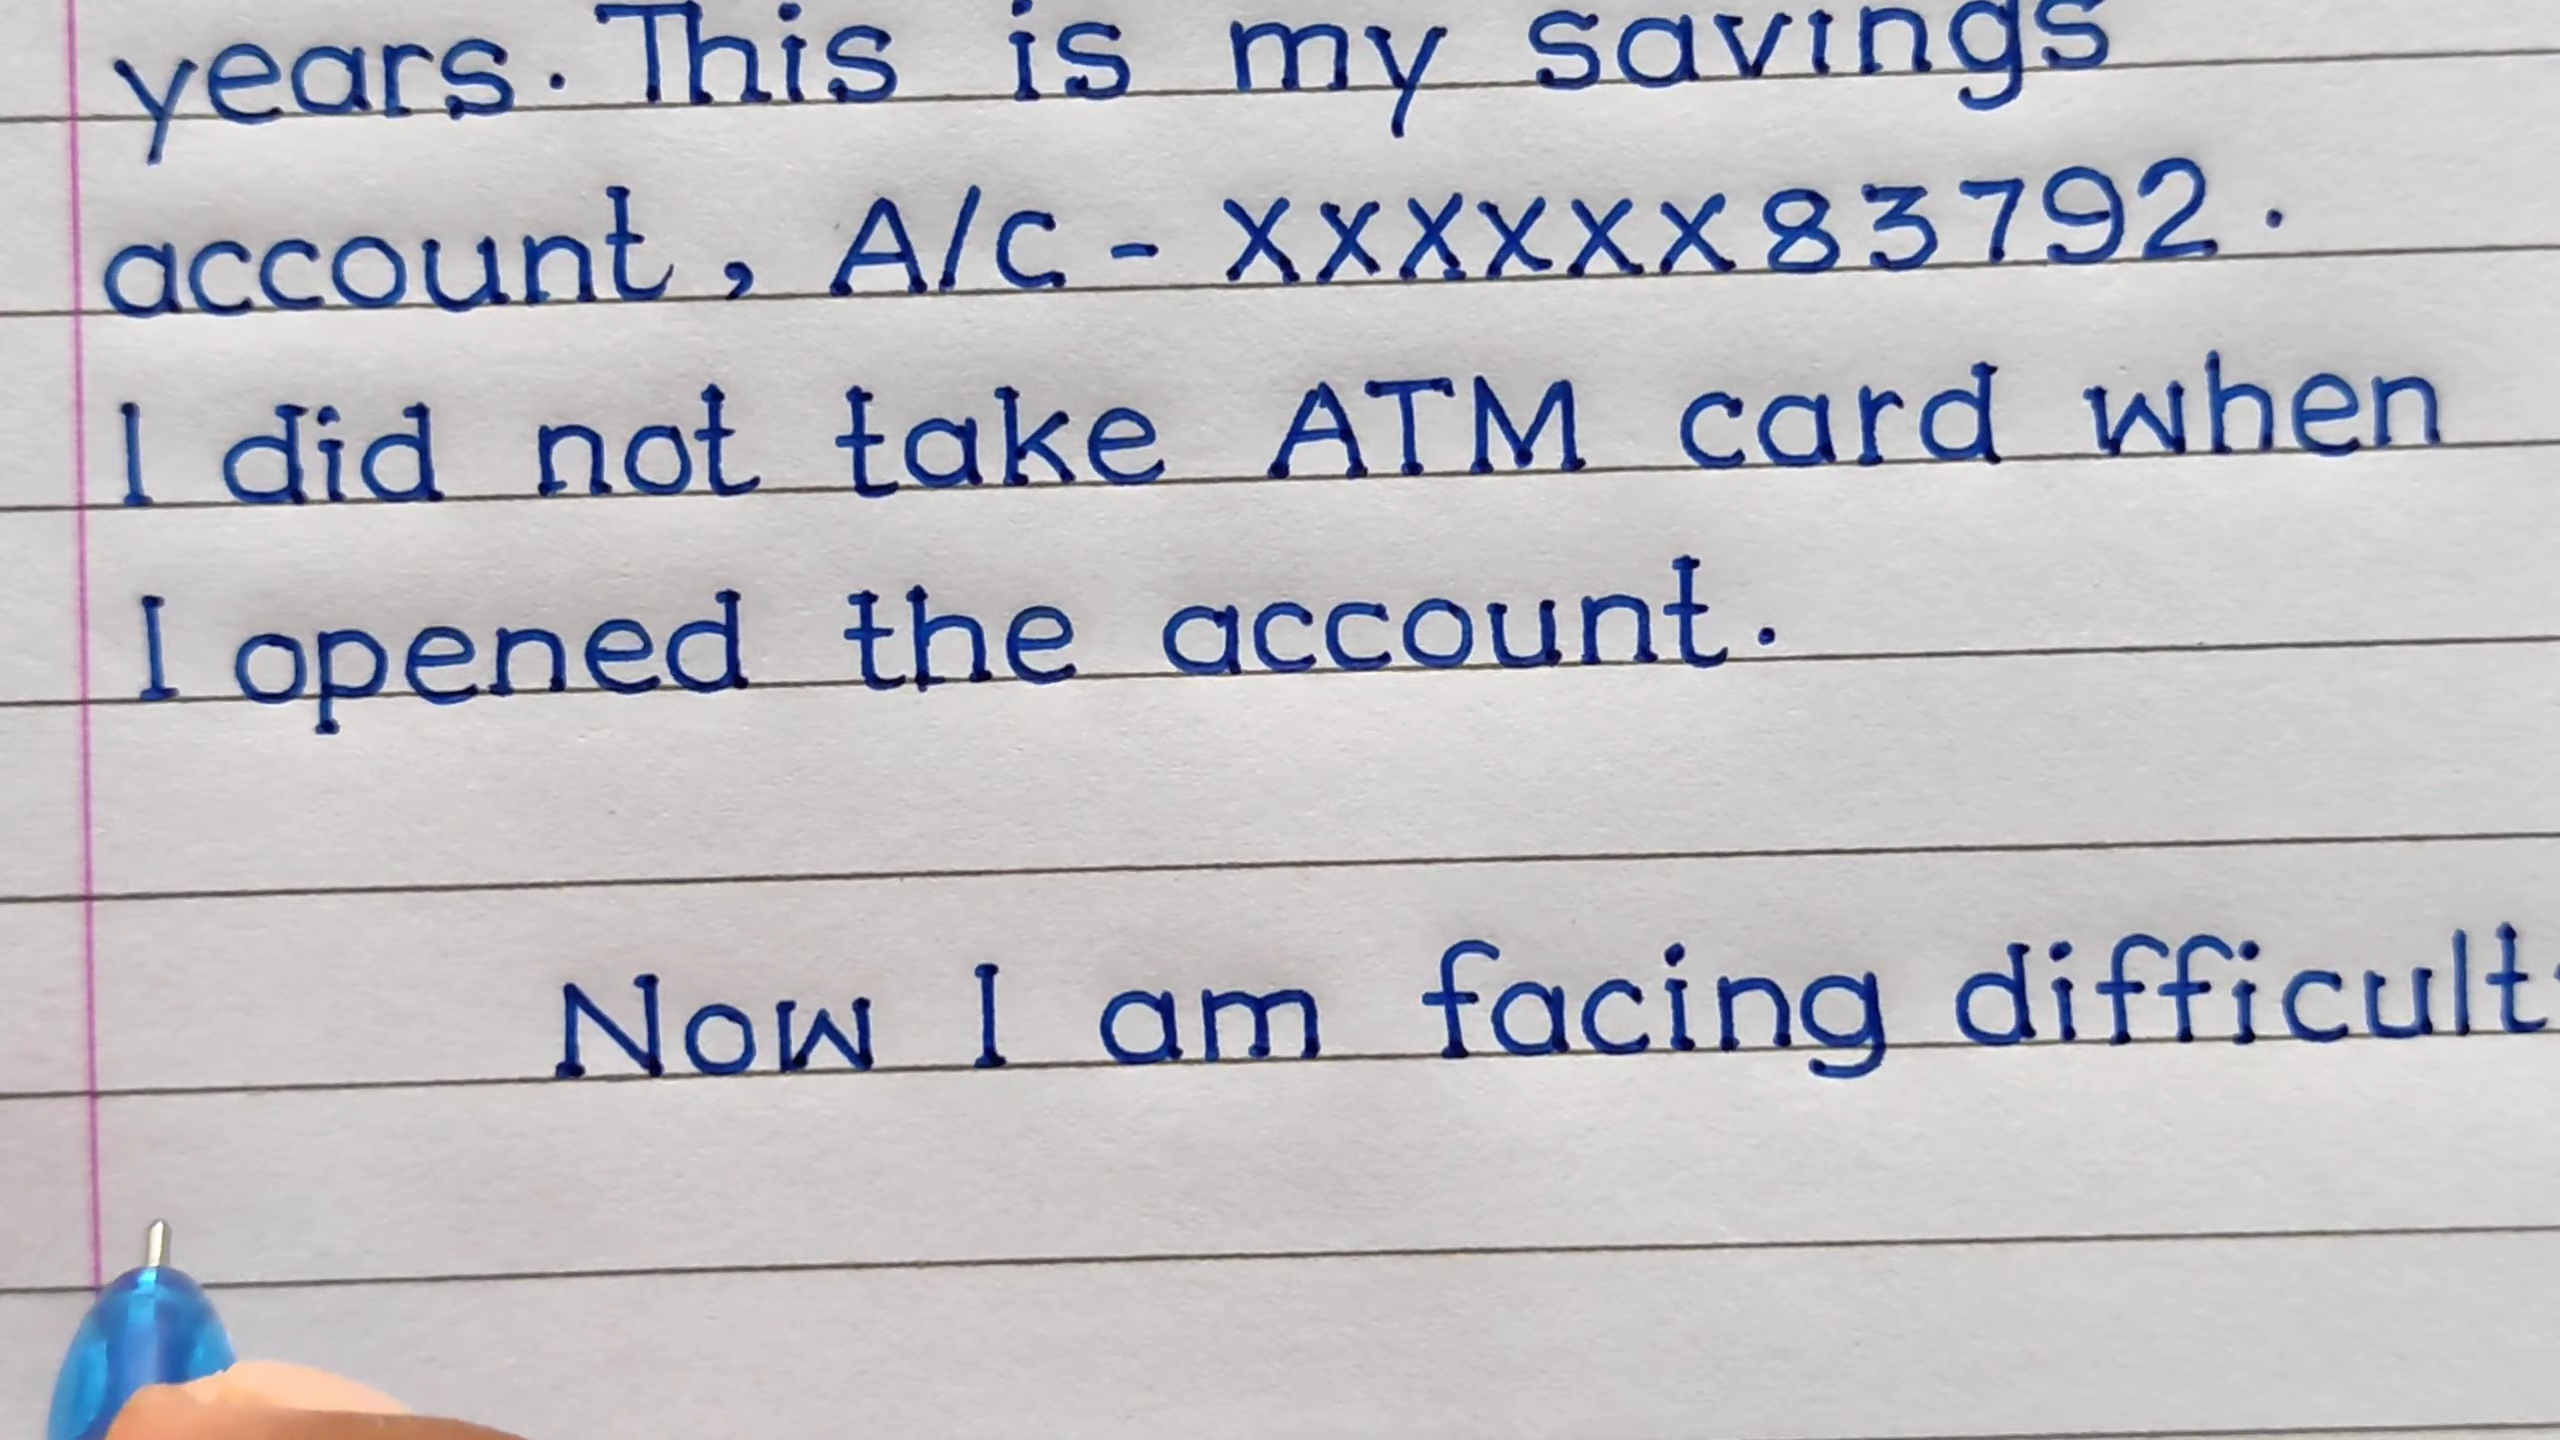 years. This is my savings
account, A/C - XXXXXX83792.
I did not take ATM card when
I opened the account.
Now I am facing difficult